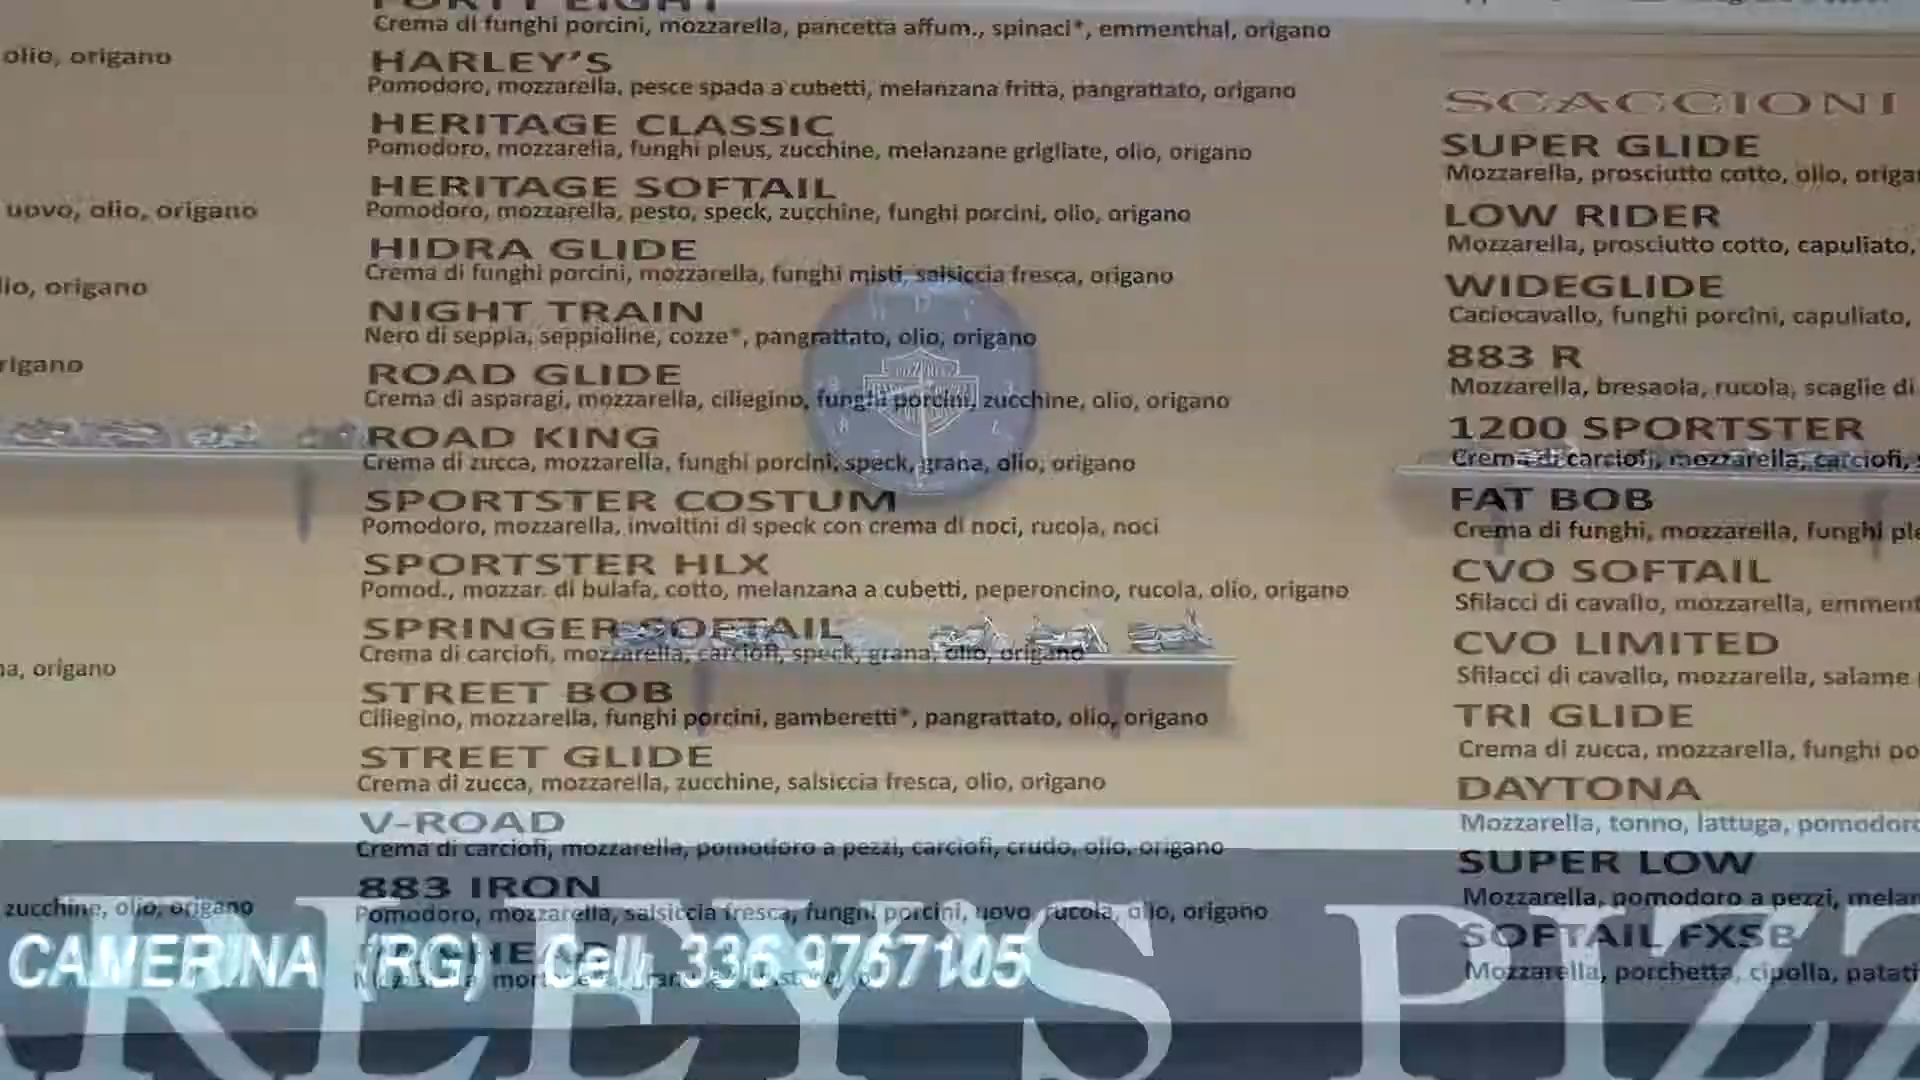 FORTY EIGHT
Crema di funghi porcini, mozzarella, pancetta affum., spinaci*, emmenthal, origano
HARLEY'S
Pomodoro, mozzarella, pesce spada a cubetti, melanzana fritta, pangrattato, origano
HERITAGE CLASSIC
Pomodoro, mozzarella, funghi pleus, zucchine, melanzane grigliate, olio, origano
HERITAGE SOFTAIL
Pomodoro, mozzarella, pesto, speck, zucchine, funghi porcini, olio, origano
HIDRA GLIDE
Crema di funghi porcini, mozzarella, funghi misti, salsiccia fresca, origano
NIGHT TRAIN
Nero di seppia, seppioline, cozze*, pangrattato, olio, origano
ROAD GLIDE
Crema di asparagi, mozzarella, ciliegino, funghi porcini, zucchine, olio, origano
ROAD KING
Crema di zucca, mozzarella, funghi porcini, speck, grana, olio, origano
SPORTSTER COSTUM
Pomodoro, mozzarella, involtini di speck con crema di noci, rucola, noci
SPORTSTER HLX
Pomod., mozzar. di bulafa, cotto, melanzana a cubetti, peperoncino, rucola, olio, origano
SPRINGER SOFTAIL
Crema di carciofi, mozzarella, carciofi, speck, grana, olio, origano
STREET BOB
Ciliegino, mozzarella, funghi porcini, gamberetti*, pangrattato, olio, origano
STREET GLIDE
Crema di zucca, mozzarella, zucchine, salsiccia fresca, olio, origano
V-ROAD
Crema di carciofi, mozzarella, pomodoro a pezzi, carciofi, crudo, olio, origano
883 IRON
Pomodoro, mozzarella, salsiccia fresca, funghi porcini, uovo, rucola, olio, origano
olio, origano
uovo, olio, origano
origano
zucchine, olio, origano
SCACCIONI
SUPER GLIDE
Mozzarella, prosciutto cotto, olio,
LOW RIDER
Mozzarella, prosciutto cotto, capuliato,
WIDEGLIDE
Caciocavallo, funghi porcini, capuliato,
883 R
Mozzarella, bresaola, rucola, scaglie di
1200 SPORTSTER
Crema di carciofi, mozzarella, carciofi,
FAT BOB
Crema di funghi, mozzarella, funghi
CVO SOFTAIL
Sfilacci di cavallo, mozzarella,
CVO LIMITED
Sfilacci di cavallo, mozzarella, salame
TRI GLIDE
Crema di zucca, mozzarella, funghi
DAYTONA
Mozzarella, tonno, lattuga,
SUPER LOW
Mozzarella, pomodoro a pezzi,
SOFTAIL FXSB
Mozzarella, porchetta, cipolla,
CAMERINA (RG) Cell. 336.9767105
RLEY'S PIZZ